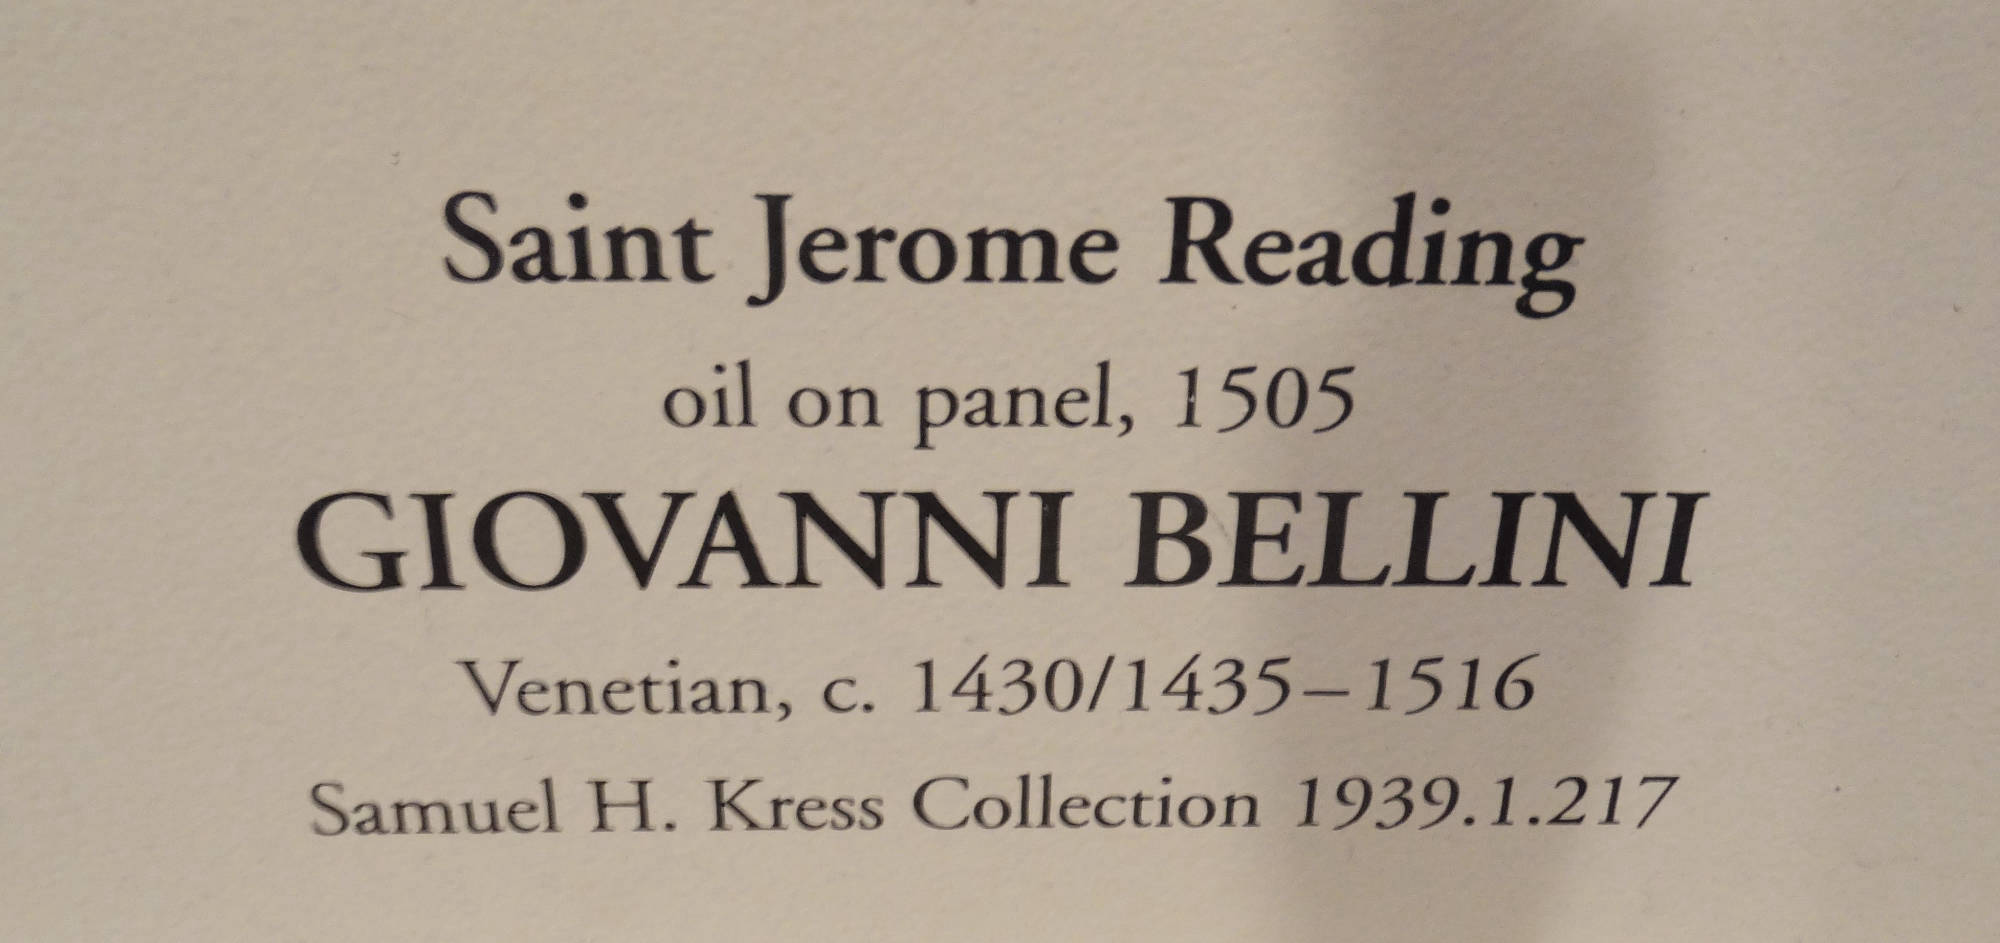 Saint Jerome Reading
oil on panel, 1505
GIOVANNI BELLINI
Venetian, c. 1430/1435–1516
Samuel H. Kress Collection 1939.1.217